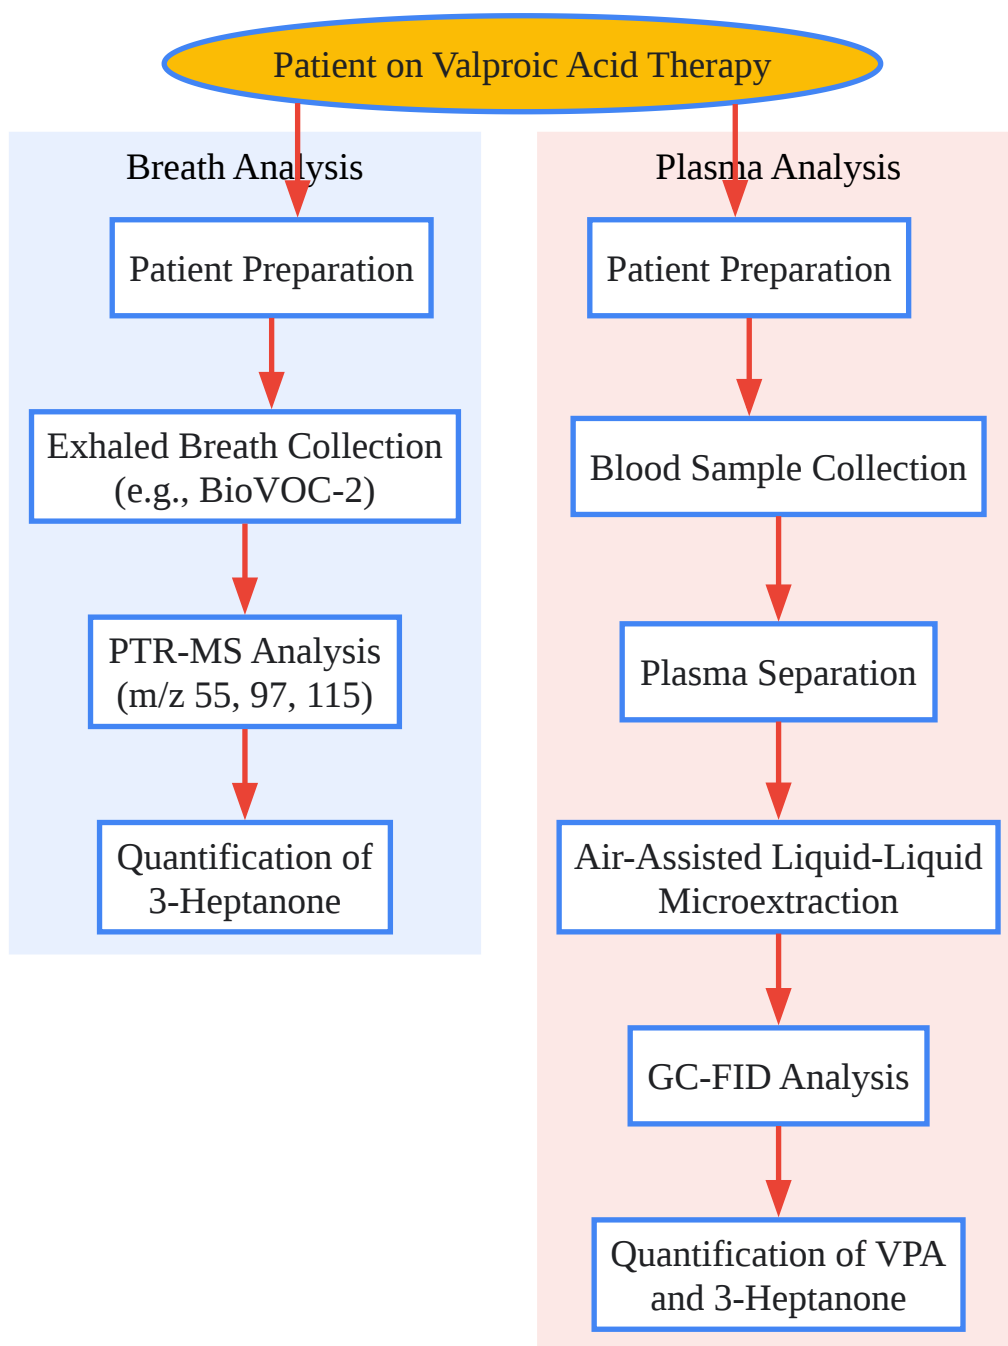 Patient on Valproic Acid Therapy
Breath Analysis
Patient Preparation
Exhaled Breath Collection
(e.g., BioVOC-2)
PTR-MS Analysis
(m/z 55, 97, 115)
Quantification of
3-Heptanone
Plasma Analysis
Patient Preparation
Blood Sample Collection
Plasma Separation
Air-Assisted Liquid-Liquid
Microextraction
GC-FID Analysis
Quantification of VPA
and 3-Heptanone